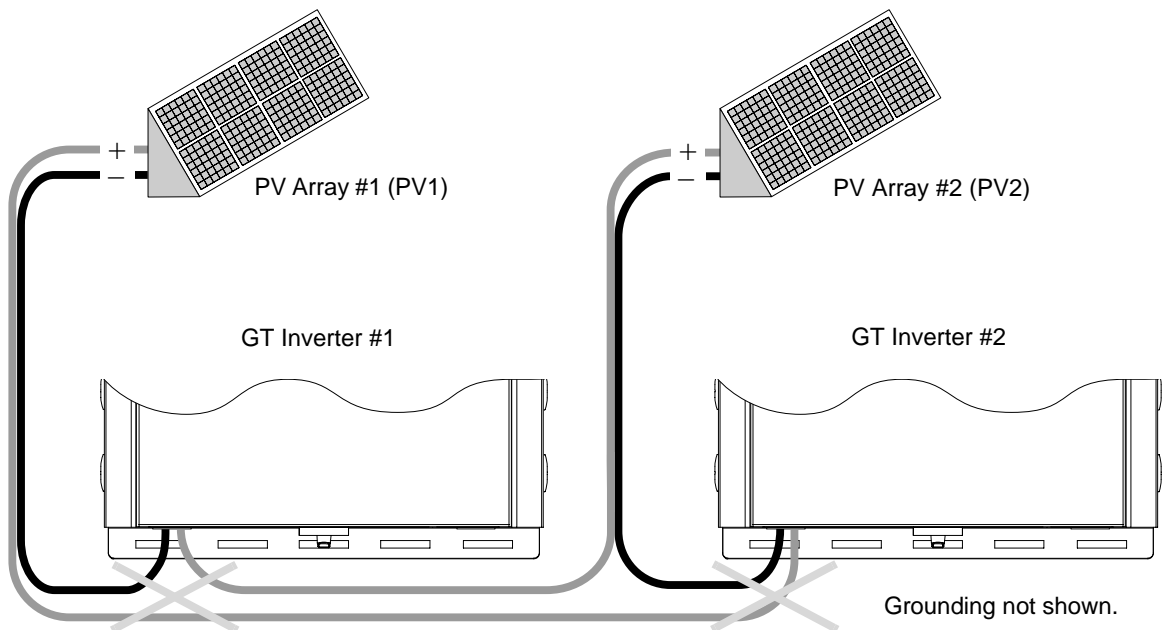 +
−
PV Array #1 (PV1)
+
−
PV Array #2 (PV2)
GT Inverter #1
GT Inverter #2
Grounding not shown.